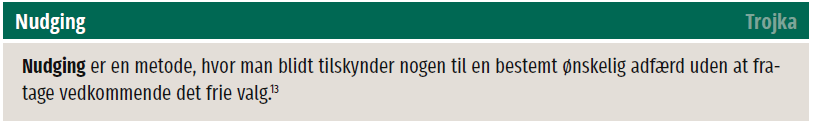 Nudging Trojka
Nudging er en metode, hvor man blidt tilskynder nogen til en bestemt ønskelig adfærd uden at fra-
tage vedkommende det frie valg.¹³